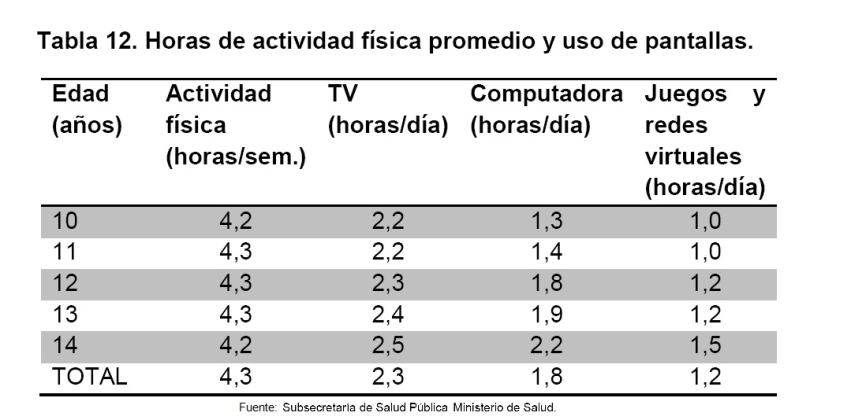 Tabla 12. Horas de actividad física promedio y uso de pantallas.
Edad (años) Actividad física (horas/sem.) TV (horas/día) Computadora (horas/día) Juegos y redes virtuales (horas/día)
10 4,2 2,2 1,3 1,0
11 4,3 2,2 1,4 1,0
12 4,3 2,3 1,8 1,2
13 4,3 2,4 1,9 1,2
14 4,2 2,5 2,2 1,5
TOTAL 4,3 2,3 1,8 1,2
Fuente: Subsecretaría de Salud Pública Ministerio de Salud.